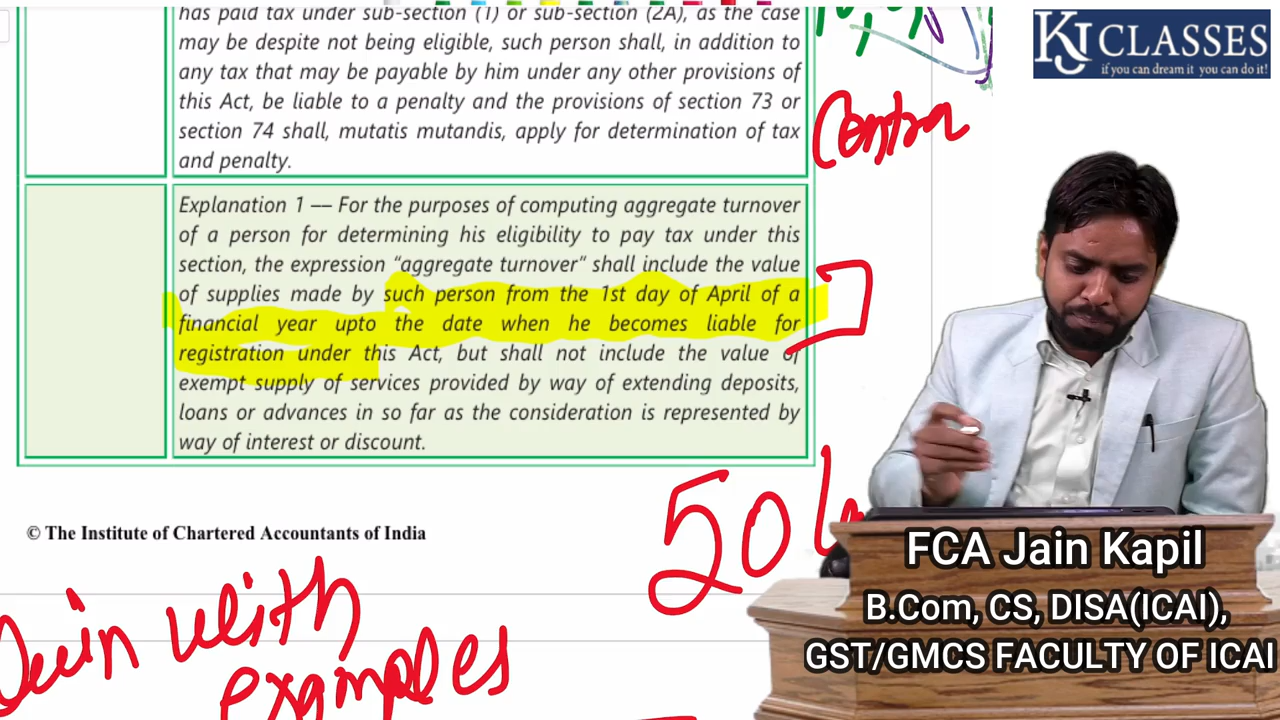 has paid tax under sub-section (1) or sub-section (2A), as the case
may be despite not being eligible, such person shall, in addition to
any tax that may be payable by him under any other provisions of
this Act, be liable to a penalty and the provisions of section 73 or
section 74 shall, mutatis mutandis, apply for determination of tax
and penalty.
Explanation 1 –– For the purposes of computing aggregate turnover
of a person for determining his eligibility to pay tax under this
section, the expression “aggregate turnover” shall include the value
of supplies made by such person from the 1st day of April of a
financial year upto the date when he becomes liable for
registration under this Act, but shall not include the value of
exempt supply of services provided by way of extending deposits,
loans or advances in so far as the consideration is represented by
way of interest or discount.
© The Institute of Chartered Accountants of India
with
examples
50
KJ CLASSES
if you can dream it you can do it!
FCA Jain Kapil
B.Com, CS, DISA(ICAI),
GST/GMCS FACULTY OF ICAI